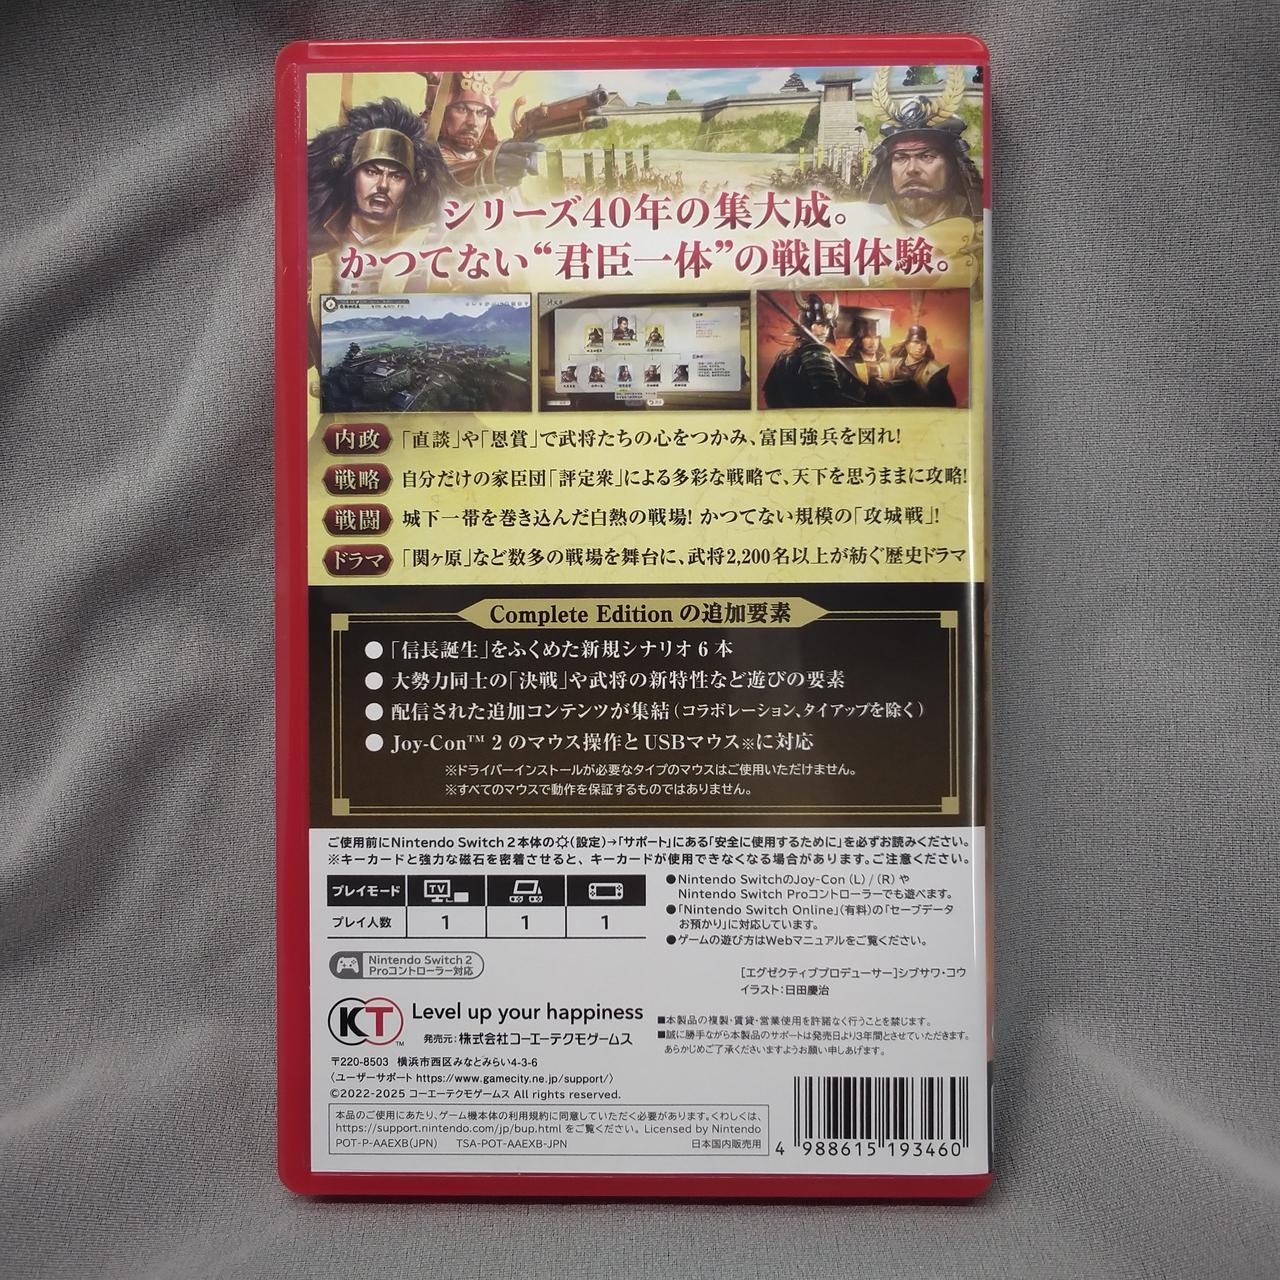 シリーズ40年の集大成。
かつてない“君臣一体”の戦国体験。
内政 「直談」や「恩賞」で武将たちの心をつかみ、富国強兵を図れ!
戦略 自分だけの家臣団「評定衆」による多彩な戦略で、天下を思うままに攻略!
戦闘 城下一帯を巻き込んだ白熱の戦場! かつてない規模の「攻城戦」!
ドラマ 「関ヶ原」など数多の戦場を舞台に、武将2,200名以上が紡ぐ歴史ドラマ
Complete Edition の追加要素
●「信長誕生」をふくめた新規シナリオ 6 本
● 大勢力同士の「決戦」や武将の新特性など遊びの要素
● 配信された追加コンテンツが集結(コラボレーション、タイアップを除く)
● Joy-Con™ 2 のマウス操作とUSBマウス※に対応
※ドライバーインストールが必要なタイプのマウスはご使用いただけません。
※すべてのマウスで動作を保証するものではありません。
ご使用前にNintendo Switch 2本体の(設定)→「サポート」にある「安全に使用するために」を必ずお読みください。
※キーカードと強力な磁石を密着させると、キーカードが使用できなくなる場合があります。ご注意ください。
プレイモード TV
プレイ人数 1 1 1
●Nintendo SwitchのJoy-Con (L) / (R) や
Nintendo Switch Proコントローラーでも遊べます。
●「Nintendo Switch Online」(有料)の「セーブデータ
お預かり」に対応しています。
●ゲームの遊び方はWebマニュアルをご覧ください。
Nintendo Switch 2
Proコントローラー対応
[エグゼクティブプロデューサー]シブサワ・コウ
イラスト:日田慶治
KT™ Level up your happiness
発売元:株式会社コーエーテクモゲームス
■本製品の複製・賃貸・営業使用を許諾なく行うことを禁じます。
■誠に勝手ながら本製品のサポートは発売日より3年間とさせていただきます。
あらかじめご了承くださいますようお願い申しあげます。
〒220-8503 横浜市西区みなとみらい4-3-6
〈ユーザーサポート https://www.gamecity.ne.jp/support/〉
©2022-2025 コーエーテクモゲームス All rights reserved.
本品のご使用にあたり、ゲーム機本体の利用規約に同意していただく必要があります。くわしくは、
https://support.nintendo.com/jp/bup.html をご覧ください。 Licensed by Nintendo
POT-P-AAEXB(JPN) TSA-POT-AAEXB-JPN 日本国内販売用
4 988615 193460